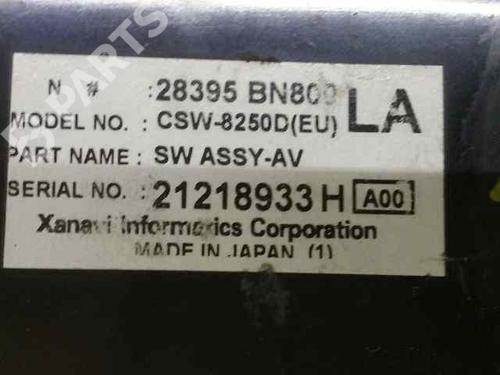 N # : 28395 BN800 LA
MODEL NO. : CSW-8250D(EU)
PART NAME : SW ASSY-AV
SERIAL NO. : 21218933 H A00
Xanavi Informatics Corporation
MADE IN JAPAN (1)